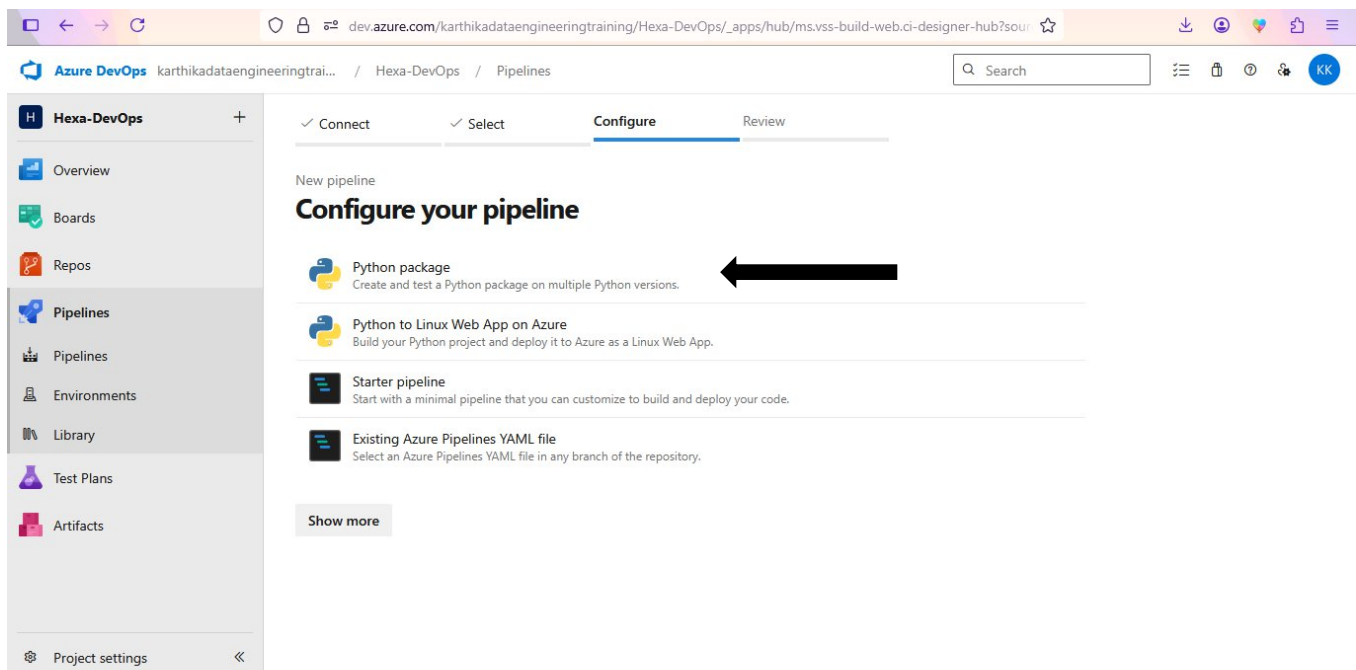 dev.azure.com/karthikadataengineeringtraining/Hexa-DevOps/_apps/hub/ms.vss-build-web.ci-designer-hub?sour
Azure DevOps karthikadataengineeringtrai... / Hexa-DevOps / Pipelines
Search
KK
H Hexa-DevOps +
Overview
Boards
Repos
Pipelines
Pipelines
Environments
Library
Test Plans
Artifacts
Project settings
Connect
Select
Configure
Review
New pipeline
Configure your pipeline
Python package
Create and test a Python package on multiple Python versions.
Python to Linux Web App on Azure
Build your Python project and deploy it to Azure as a Linux Web App.
Starter pipeline
Start with a minimal pipeline that you can customize to build and deploy your code.
Existing Azure Pipelines YAML file
Select an Azure Pipelines YAML file in any branch of the repository.
Show more